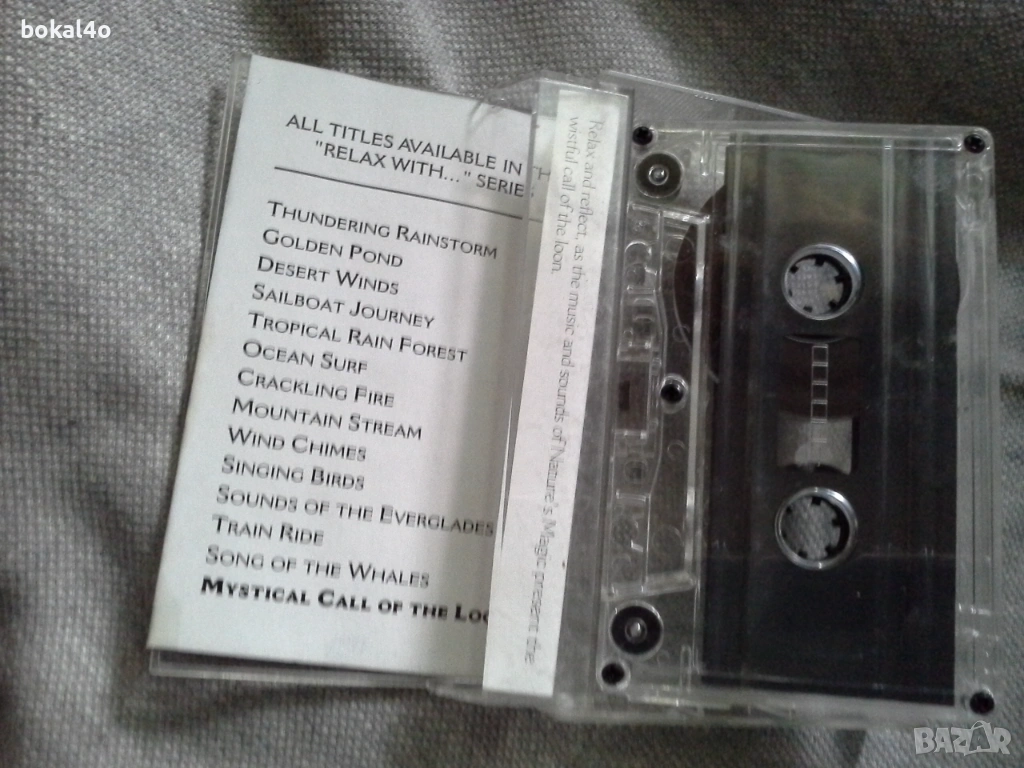 bokal4o
ALL TITLES AVAILABLE IN TH
"RELAX WITH..." SERIES
THUNDERING RAINSTORM
GOLDEN POND
DESERT WINDS
SAILBOAT JOURNEY
TROPICAL RAIN FOREST
OCEAN SURF
CRACKLING FIRE
MOUNTAIN STREAM
WIND CHIMES
SINGING BIRDS
SOUNDS OF THE EVERGLADES
TRAIN RIDE
SONG OF THE WHALES
MYSTICAL CALL OF THE LOO
Relax and reflect, as the music and sounds of Nature's Magic present the
wistful call of the loon.
BAZAR